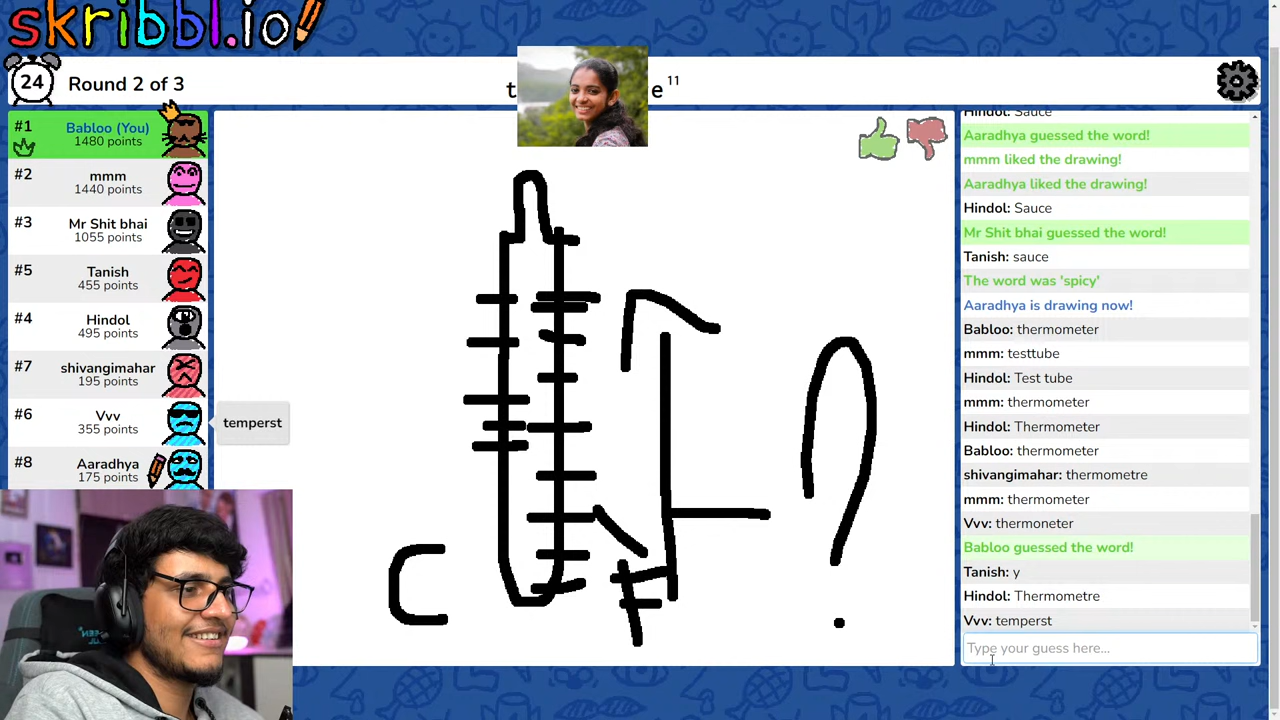 skribbl.io
24
Round 2 of 3
t
e 11
#1
Babloo (You)
1480 points
#2
mmm
1440 points
#3
Mr Shit bhai
1055 points
#5
Tanish
455 points
#4
Hindol
495 points
#7
shivangimahar
195 points
#6
Vvv
355 points
temperst
#8
Aaradhya
175 points
C
F
?
Hindol: Sauce
Aaradhya guessed the word!
mmm liked the drawing!
Aaradhya liked the drawing!
Hindol: Sauce
Mr Shit bhai guessed the word!
Tanish: sauce
The word was 'spicy'
Aaradhya is drawing now!
Babloo: thermometer
mmm: testtube
Hindol: Test tube
mmm: thermometer
Hindol: Thermometer
Babloo: thermometer
shivangimahar: thermometre
mmm: thermometer
Vvv: thermoneter
Babloo guessed the word!
Tanish: y
Hindol: Thermometre
Vvv: temperst
Type your guess here...